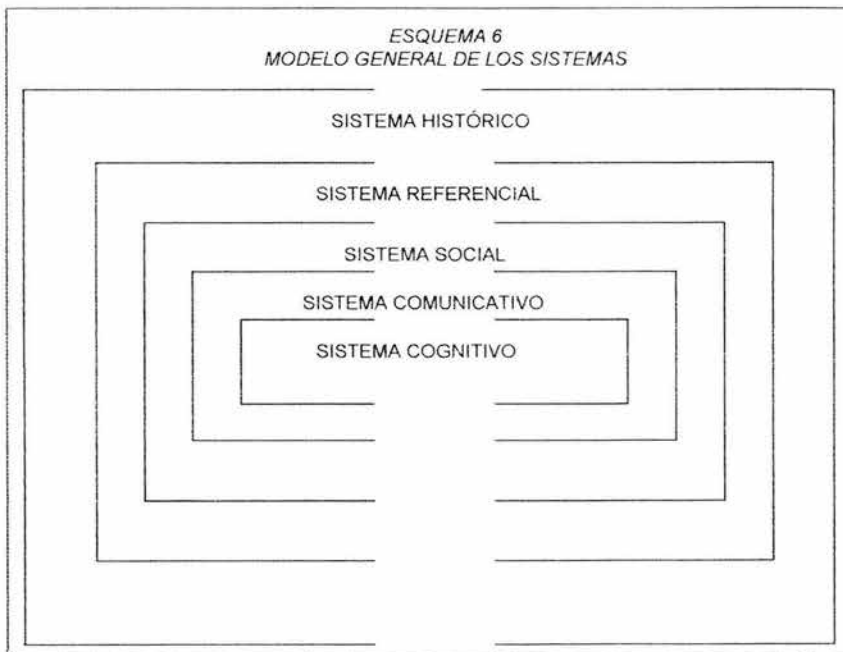 ESQUEMA 6
MODELO GENERAL DE LOS SISTEMAS
SISTEMA HISTÓRICO
SISTEMA REFERENCIAL
SISTEMA SOCIAL
SISTEMA COMUNICATIVO
SISTEMA COGNITIVO